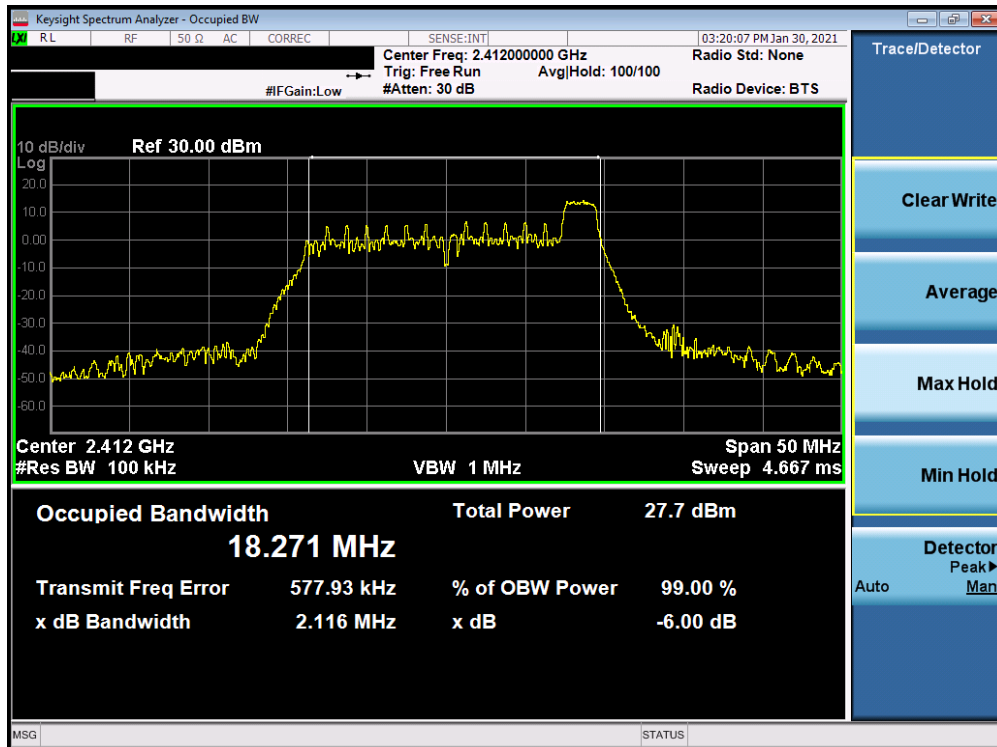 Keysight Spectrum Analyzer - Occupied BW
LXI RL RF 50 Ω AC CORREC SENSE:INT 03:20:07 PM Jan 30, 2021
Center Freq: 2.412000000 GHz Radio Std: None
Trig: Free Run Avg|Hold: 100/100
#IFGain:Low #Atten: 30 dB Radio Device: BTS
10 dB/div Ref 30.00 dBm
Log
20.0
10.0
0.00
-10.0
-20.0
-30.0
-40.0
-50.0
-60.0
Center 2.412 GHz Span 50 MHz
#Res BW 100 kHz VBW 1 MHz Sweep 4.667 ms
Occupied Bandwidth Total Power 27.7 dBm
18.271 MHz
Transmit Freq Error 577.93 kHz % of OBW Power 99.00 %
x dB Bandwidth 2.116 MHz x dB -6.00 dB
MSG STATUS
Trace/Detector
Clear Write
Average
Max Hold
Min Hold
Detector
Peak▶
Auto Man